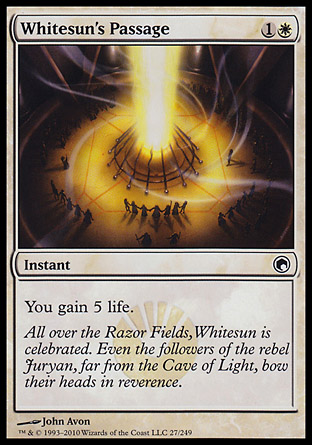 Whitesun's Passage 1
Instant
You gain 5 life.
All over the Razor Fields, Whitesun is
celebrated. Even the followers of the rebel
Juryan, far from the Cave of Light, bow
their heads in reverence.
John Avon
™ & © 1993–2010 Wizards of the Coast LLC 27/249